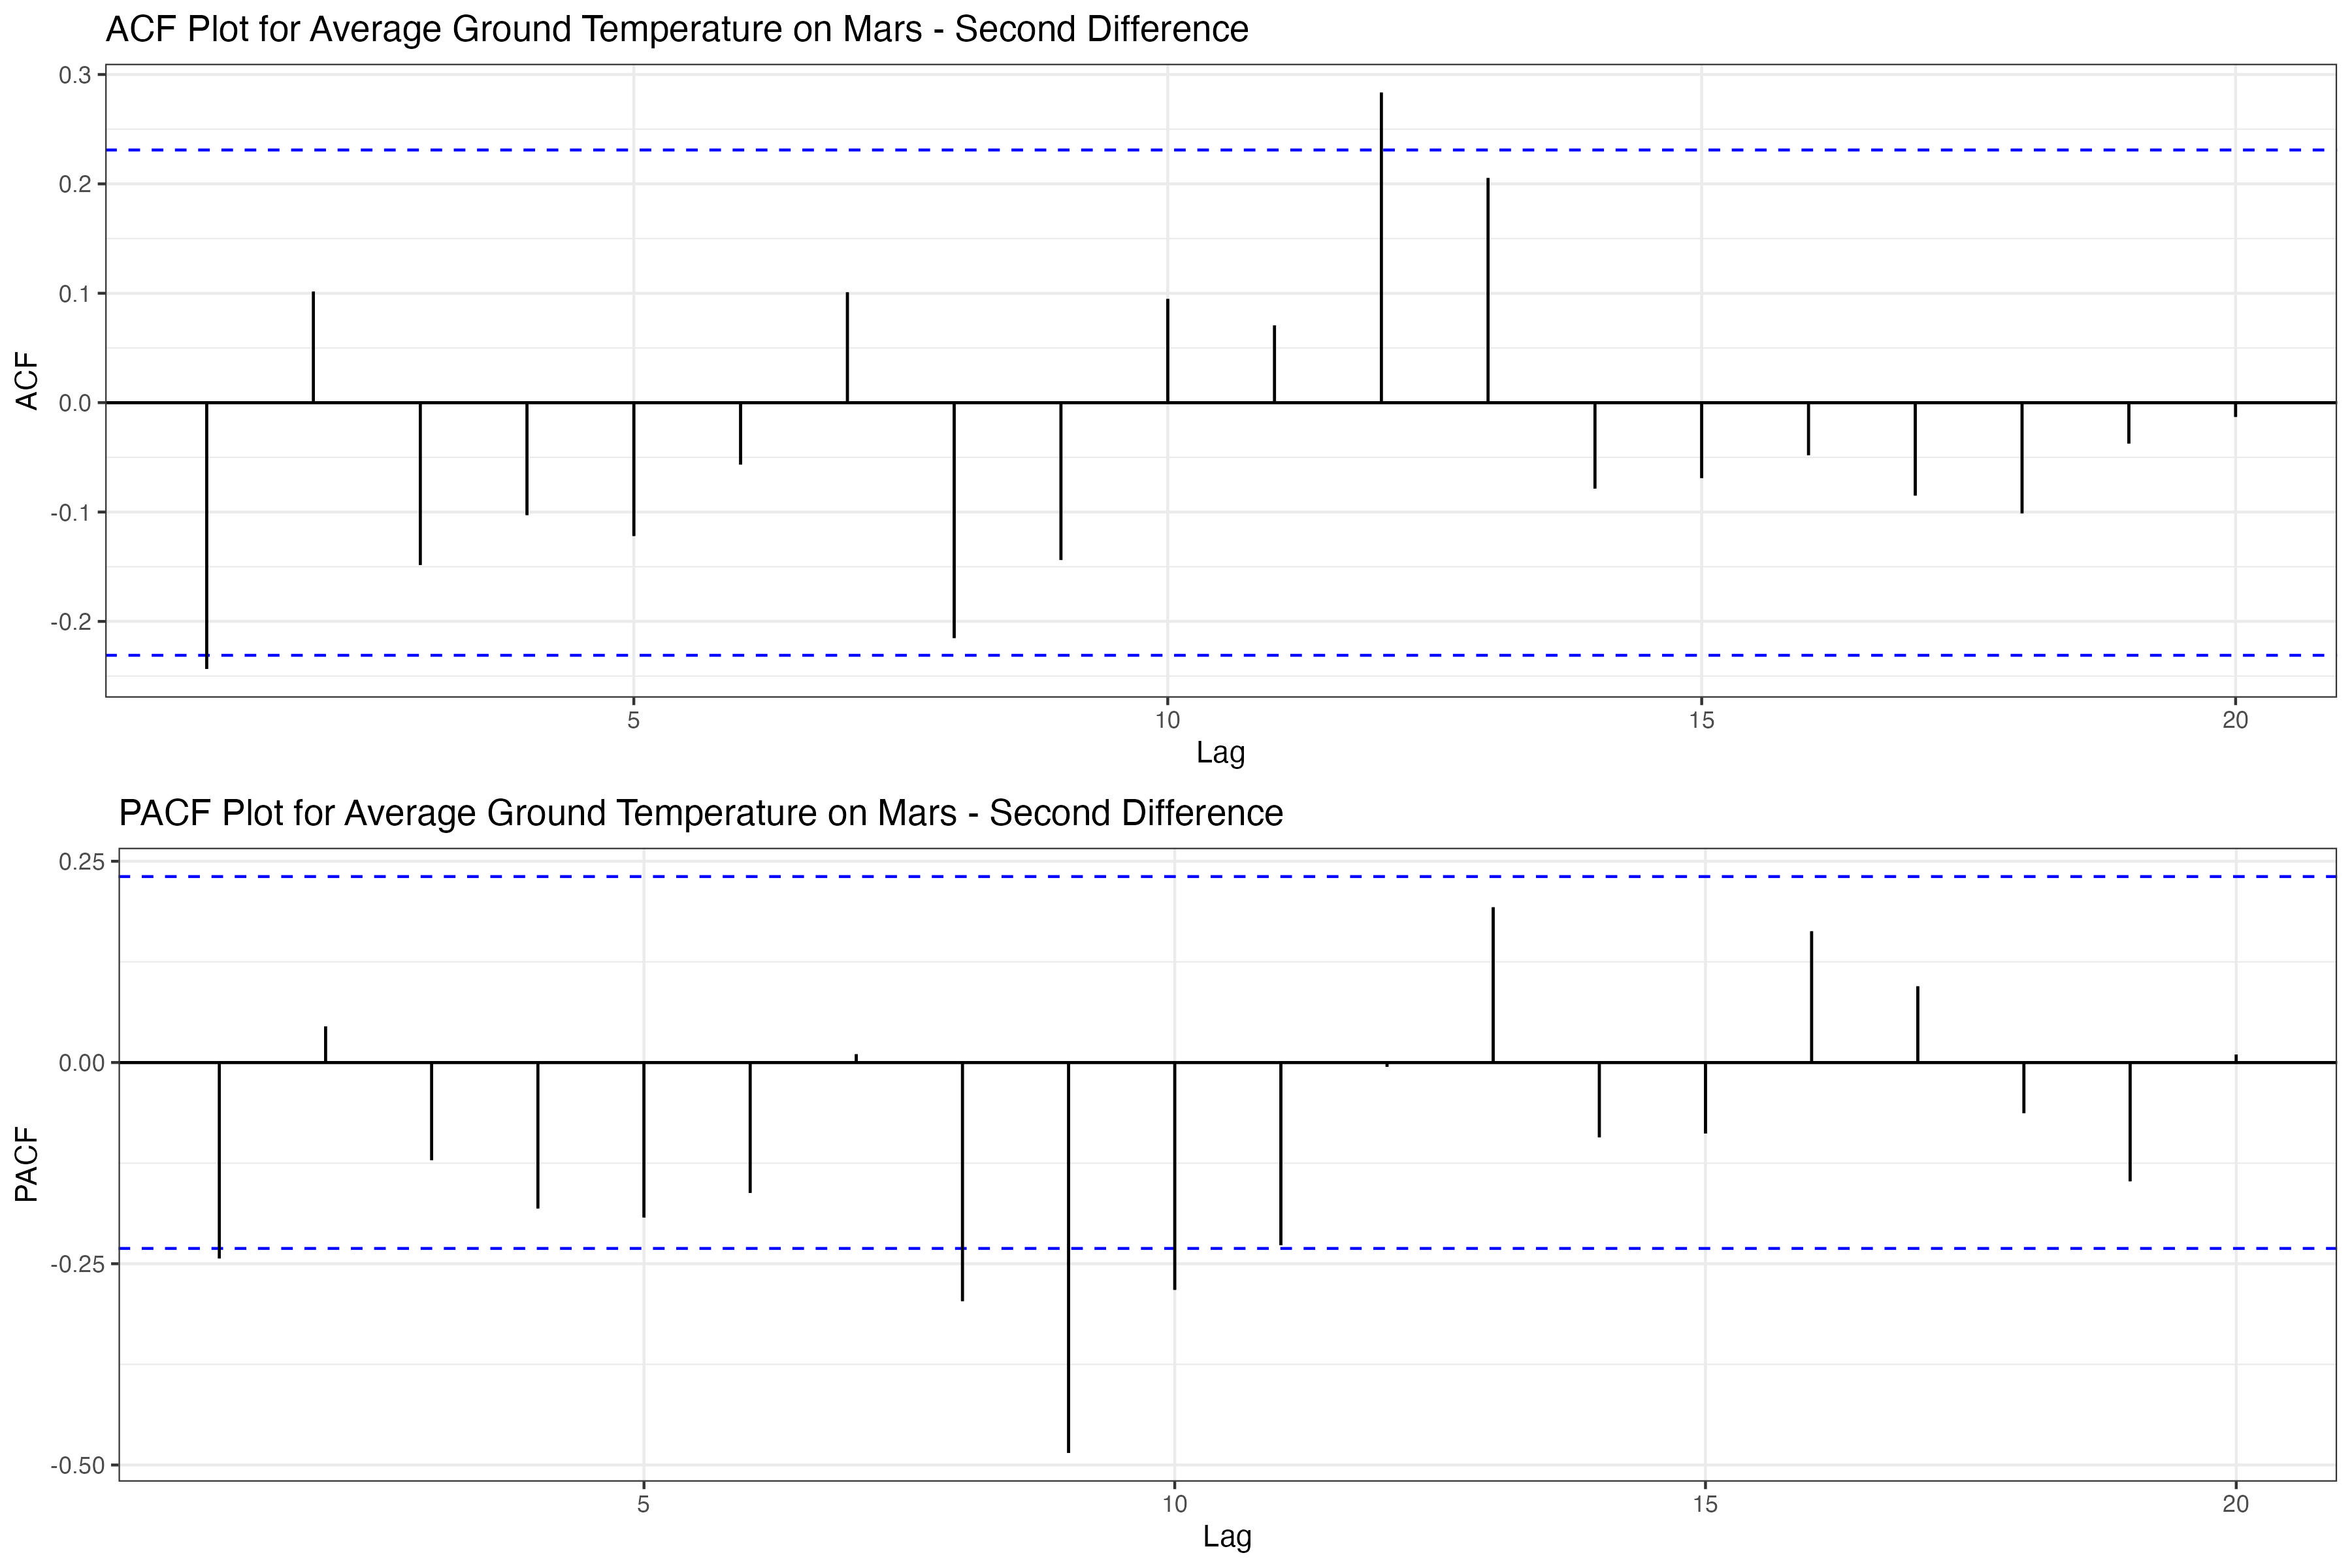 ACF Plot for Average Ground Temperature on Mars - Second Difference
0.3
0.2
0.1
0.0
-0.1
-0.2
ACF
5 10 15 20
Lag
PACF Plot for Average Ground Temperature on Mars - Second Difference
0.25
0.00
-0.25
-0.50
PACF
5 10 15 20
Lag